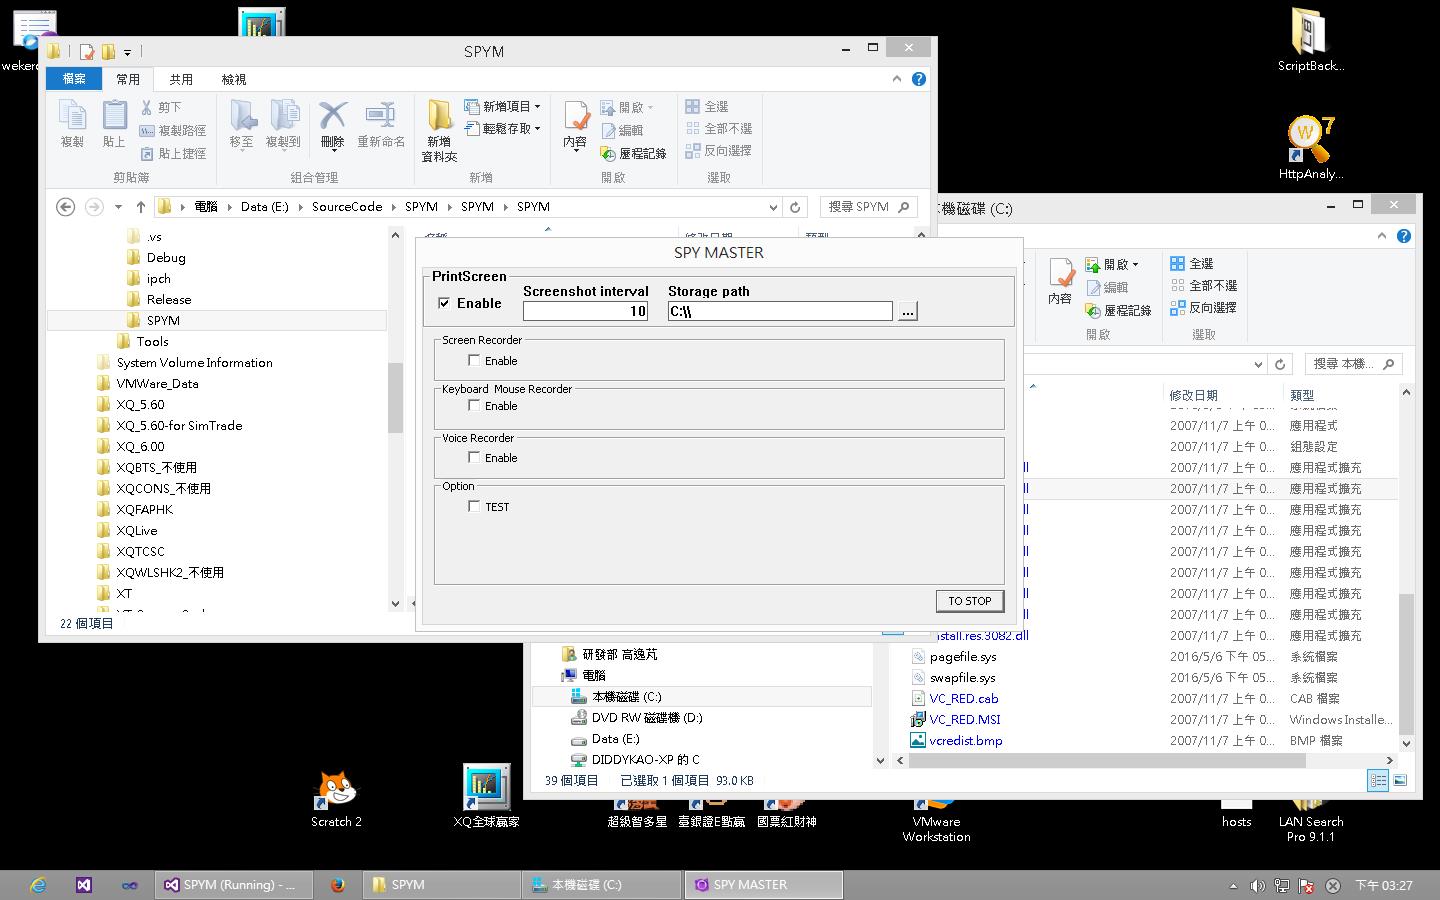 weker
SPYM
檔案
常用
共用
檢視
複製
貼上
剪下
複製路徑
貼上捷徑
剪貼簿
移至
複製到
刪除
重新命名
組合管理
新增
資料夾
新增項目
輕鬆存取
新增
內容
開啟
編輯
歷程記錄
開啟
全選
全部不選
反向選擇
選取
電腦
Data (E:)
SourceCode
SPYM
SPYM
SPYM
搜尋 SPYM
.vs
Debug
ipch
Release
SPYM
Tools
System Volume Information
VMWare_Data
XQ_5.60
XQ_5.60-for SimTrade
XQ_6.00
XQBTS_不使用
XQCONS_不使用
XQFAPHK
XQLive
XQTCSC
XQWLSHK2_不使用
XT
22 個項目
SPY MASTER
PrintScreen
Enable
Screenshot interval
10
Storage path
C:\\
...
Screen Recorder
Enable
Keyboard Mouse Recorder
Enable
Voice Recorder
Enable
Option
TEST
TO STOP
ScriptBack...
7
W
HttpAnaly...
本機磁碟 (C:)
內容
開啟
編輯
歷程記錄
開啟
全選
全部不選
反向選擇
選取
搜尋 本機...
修改日期
類型
2007/11/7 上午 0...
應用程式
2007/11/7 上午 0...
組態設定
ll
2007/11/7 上午 0...
應用程式擴充
ll
2007/11/7 上午 0...
應用程式擴充
ll
2007/11/7 上午 0...
應用程式擴充
ll
2007/11/7 上午 0...
應用程式擴充
ll
2007/11/7 上午 0...
應用程式擴充
ll
2007/11/7 上午 0...
應用程式擴充
ll
2007/11/7 上午 0...
應用程式擴充
ll
2007/11/7 上午 0...
應用程式擴充
install.res.3082.dll
2007/11/7 上午 0...
應用程式擴充
pagefile.sys
2016/5/6 下午 05...
系統檔案
swapfile.sys
2016/5/6 下午 05...
系統檔案
VC_RED.cab
2007/11/7 上午 0...
CAB 檔案
VC_RED.MSI
2007/11/7 上午 0...
Windows Installe...
vcredist.bmp
2007/11/7 上午 0...
BMP 檔案
研發部 高逸芃
電腦
本機磁碟 (C:)
DVD RW 磁碟機 (D:)
Data (E:)
DIDDYKAO-XP 的 C
39 個項目
已選取 1 個項目 93.0 KB
Scratch 2
XQ全球贏家
超級智多星
臺銀證E點贏
國票紅財神
VMware
Workstation
hosts
LAN Search
Pro 9.1.1
SPYM (Running) - ...
SPYM
本機磁碟 (C:)
SPY MASTER
下午 03:27